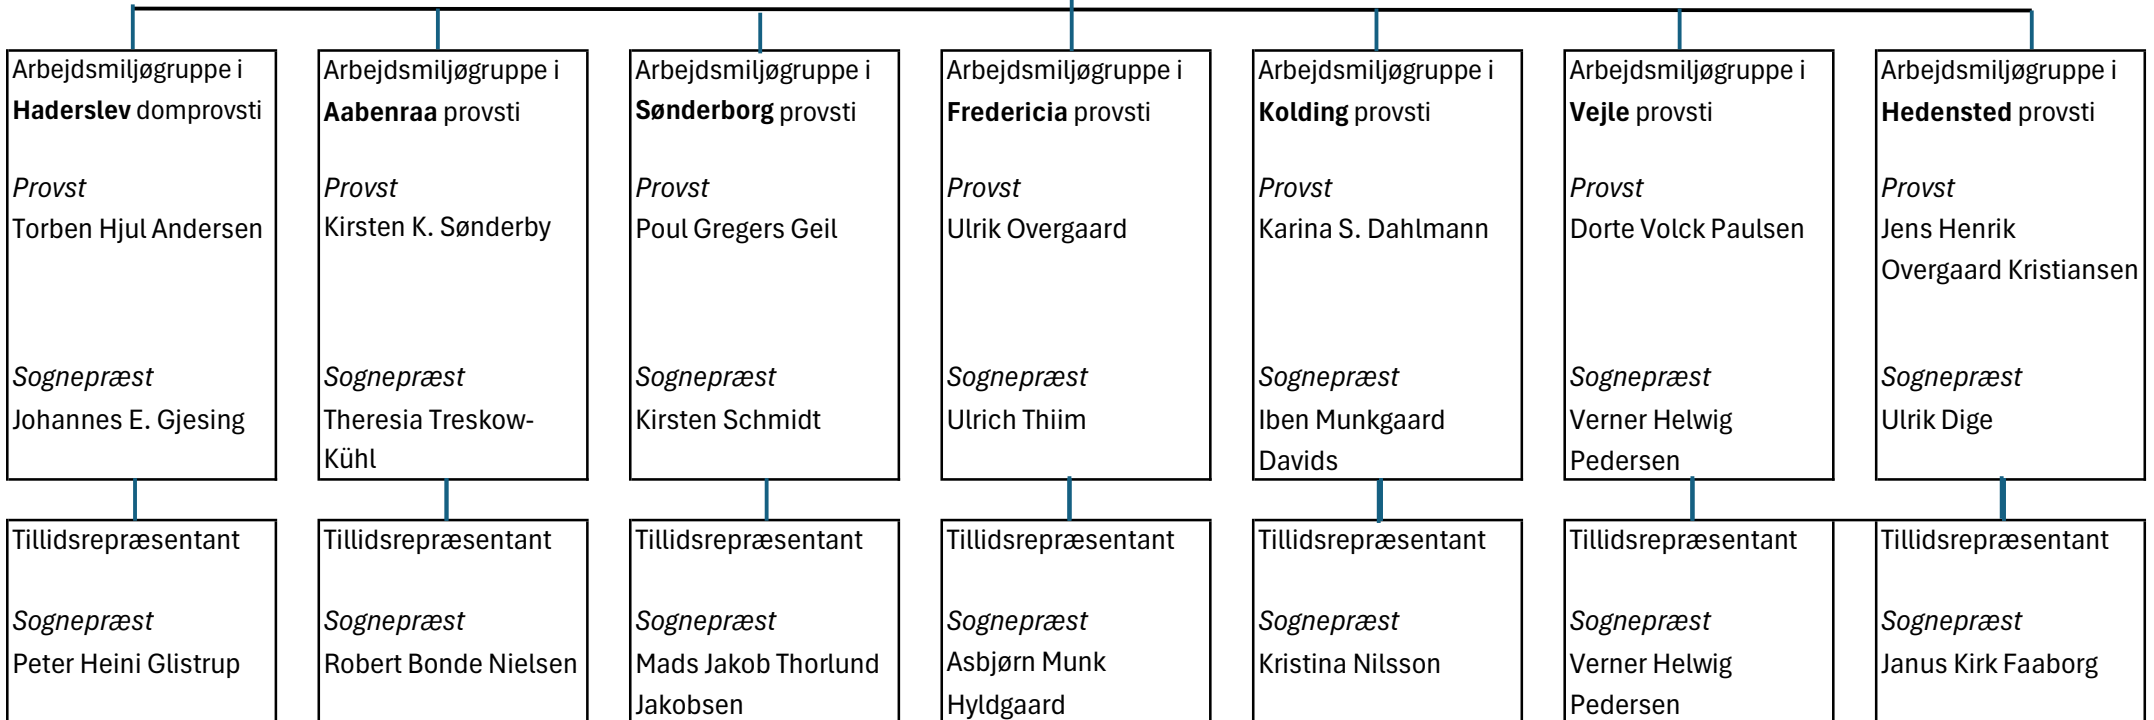 Arbejdsmiljøgruppe i
Haderslev domprovsti
Provst
Torben Hjul Andersen
Sognepræst
Johannes E. Gjesing
Arbejdsmiljøgruppe i
Aabenraa provsti
Provst
Kirsten K. Sønderby
Sognepræst
Theresia Treskow-
Kühl
Arbejdsmiljøgruppe i
Sønderborg provsti
Provst
Poul Gregers Geil
Sognepræst
Kirsten Schmidt
Arbejdsmiljøgruppe i
Fredericia provsti
Provst
Ulrik Overgaard
Sognepræst
Ulrich Thiim
Arbejdsmiljøgruppe i
Kolding provsti
Provst
Karina S. Dahlmann
Sognepræst
Iben Munkgaard
Davids
Arbejdsmiljøgruppe i
Vejle provsti
Provst
Dorte Volck Paulsen
Sognepræst
Verner Helwig
Pedersen
Arbejdsmiljøgruppe i
Hedensted provsti
Provst
Jens Henrik
Overgaard Kristiansen
Sognepræst
Ulrik Dige
Tillidsrepræsentant
Sognepræst
Peter Heini Glistrup
Tillidsrepræsentant
Sognepræst
Robert Bonde Nielsen
Tillidsrepræsentant
Sognepræst
Mads Jakob Thorlund
Jakobsen
Tillidsrepræsentant
Sognepræst
Asbjørn Munk
Hyldgaard
Tillidsrepræsentant
Sognepræst
Kristina Nilsson
Tillidsrepræsentant
Sognepræst
Verner Helwig
Pedersen
Tillidsrepræsentant
Sognepræst
Janus Kirk Faaborg